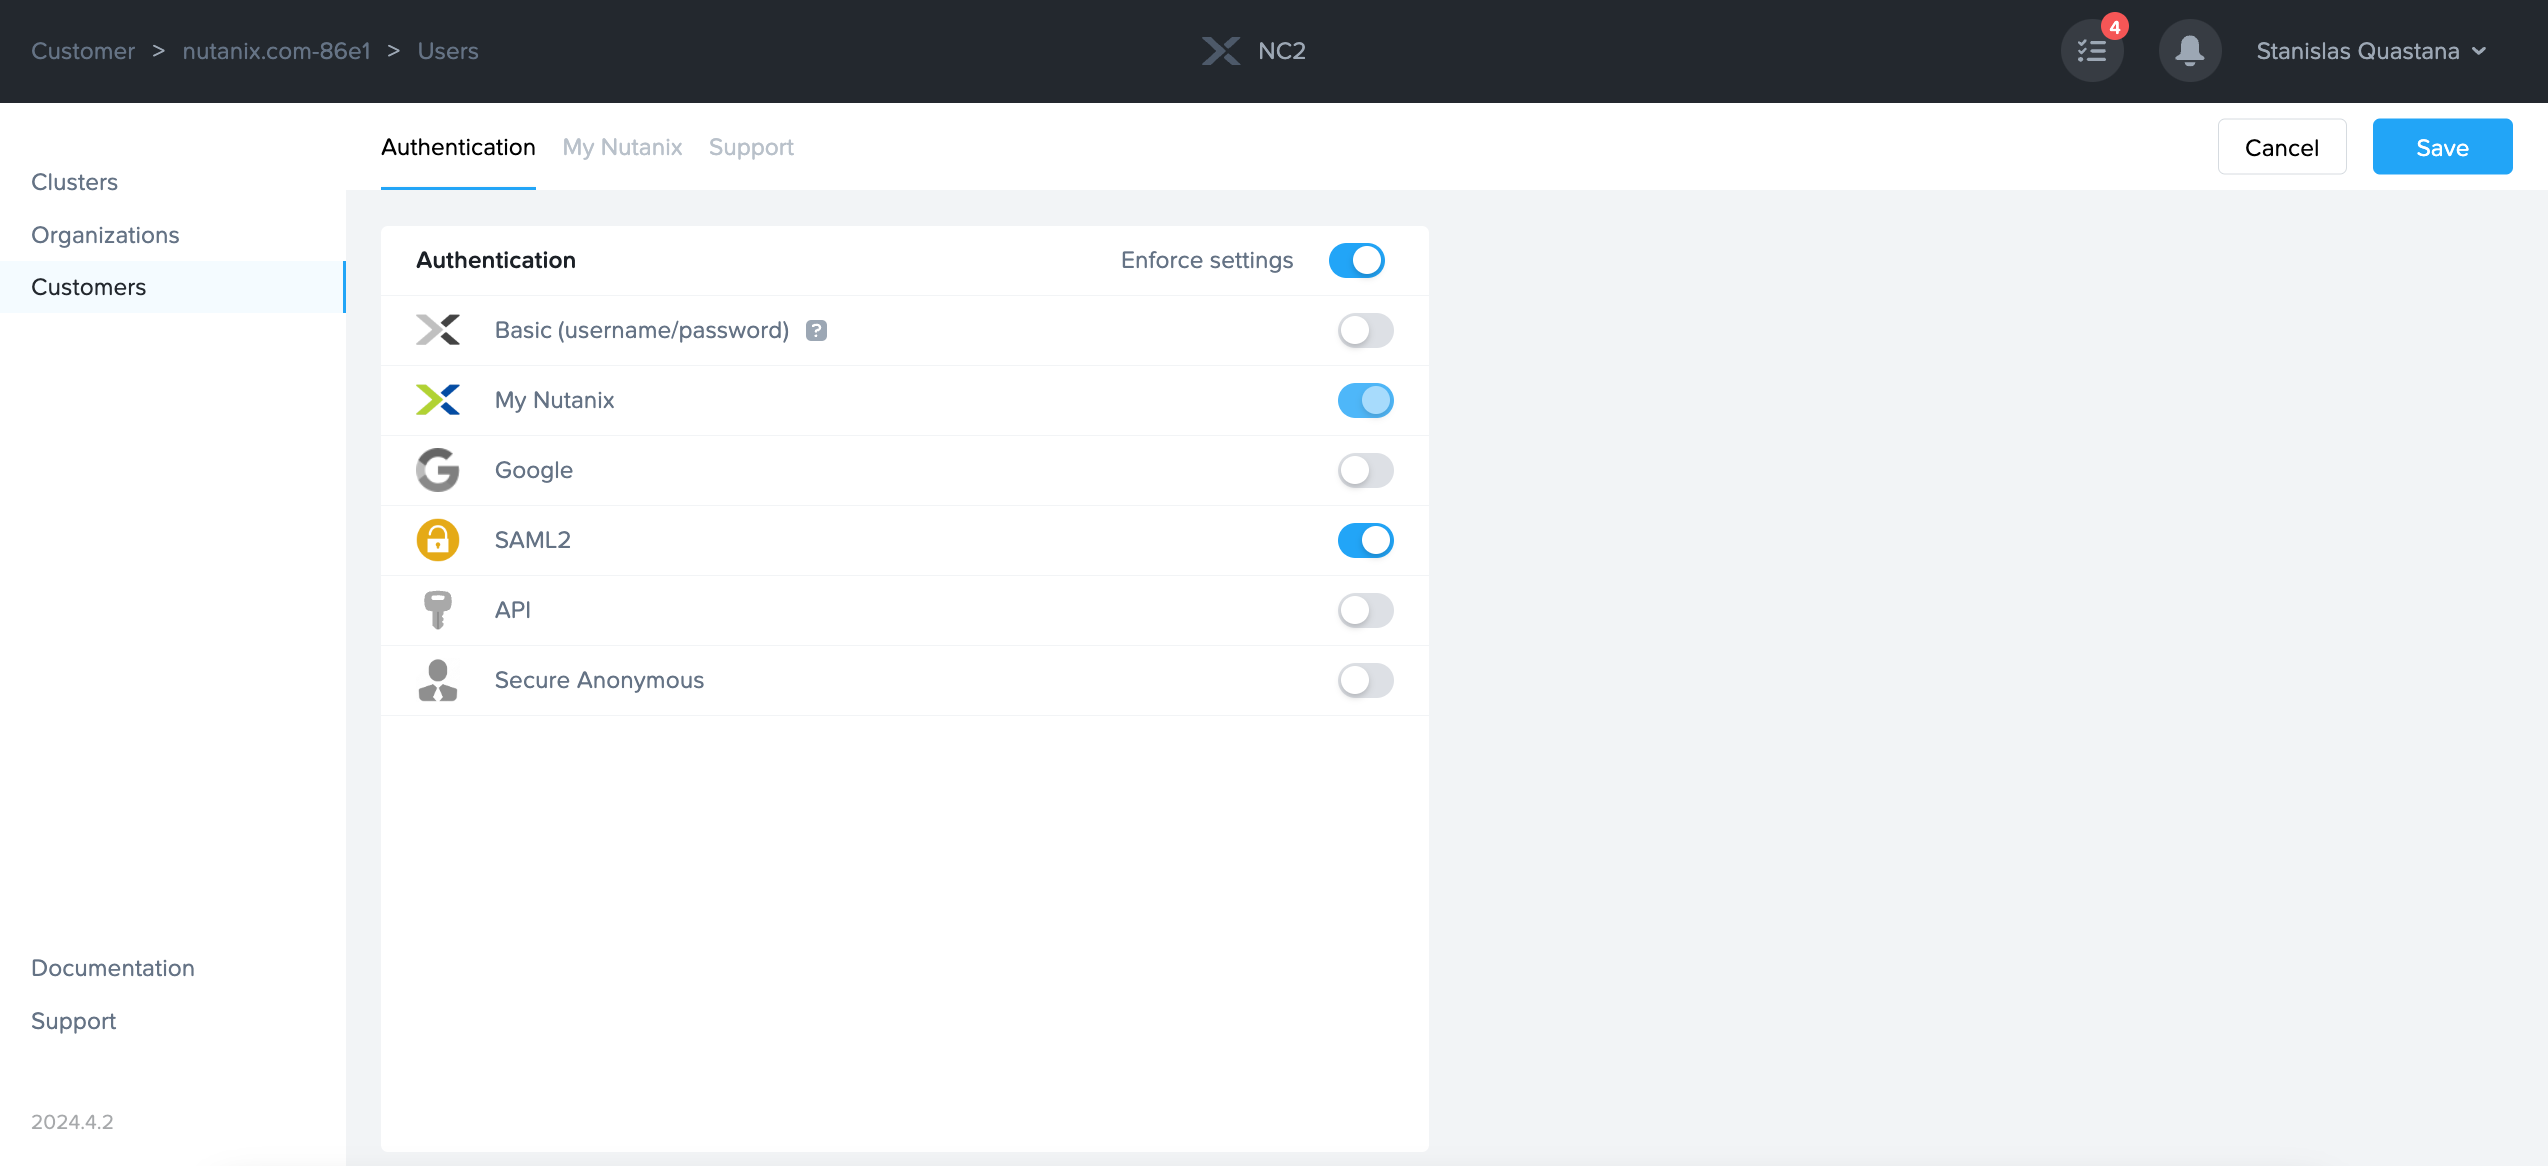 Customer > nutanix.com-86e1 > Users
NC2
4
Stanislas Quastana
Authentication My Nutanix Support
Cancel
Save
Clusters
Organizations
Customers
Authentication
Enforce settings
Basic (username/password) ?
My Nutanix
Google
SAML2
API
Secure Anonymous
Documentation
Support
2024.4.2